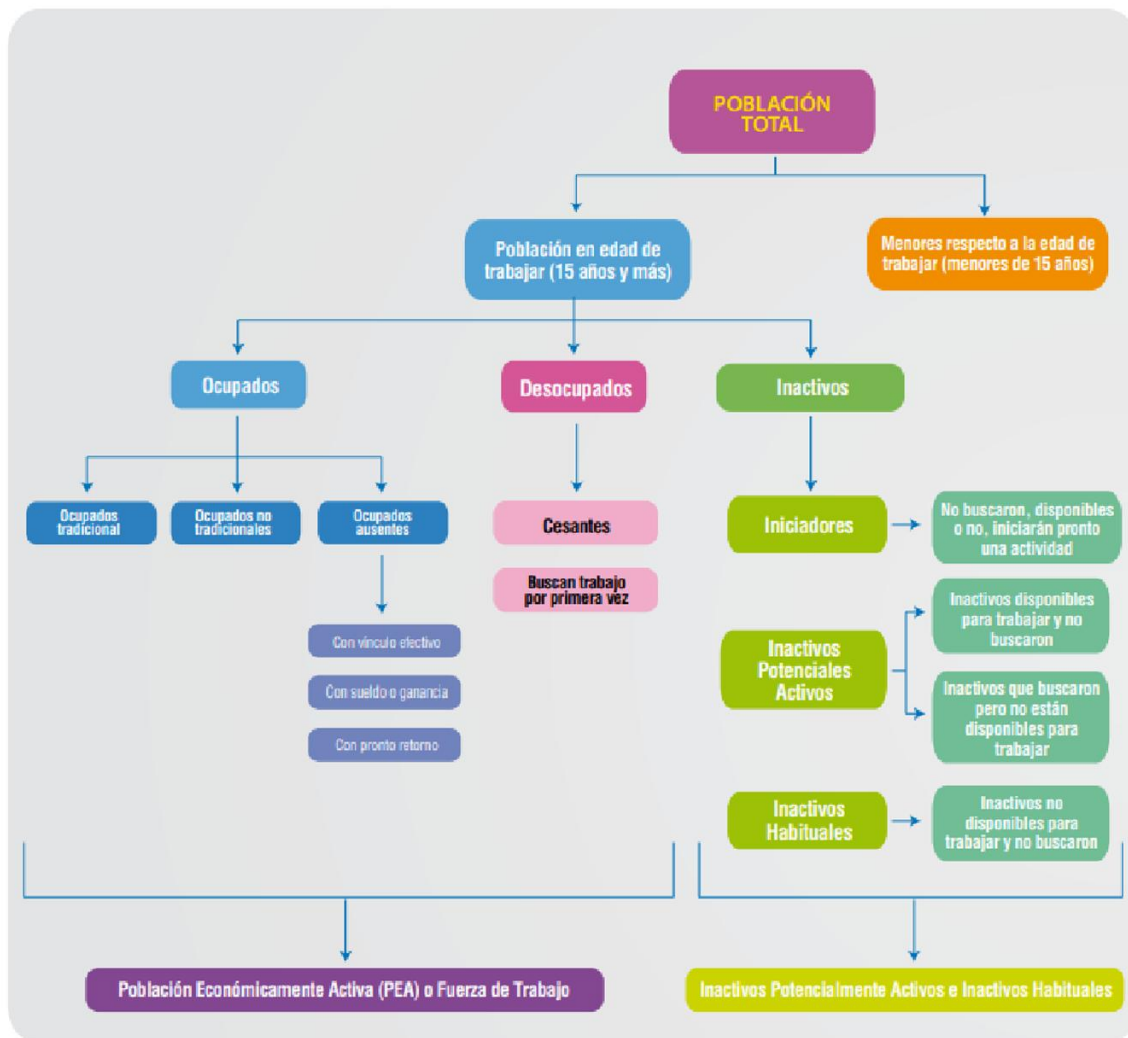 POBLACIÓN
TOTAL
Población en edad de
trabajar (15 años y más)
Menores respecto a la edad de
trabajar (menores de 15 años)
Ocupados
Desocupados
Inactivos
Ocupados
tradicional
Ocupados no
tradicionales
Ocupados
ausentes
Con vínculo efectivo
Con sueldo o ganancia
Con pronto retorno
Cesantes
Buscan trabajo
por primera vez
Iniciadores
No buscaron, disponibles
o no, iniciarán pronto
una actividad
Inactivos
Potenciales
Activos
Inactivos disponibles
para trabajar y no
buscaron
Inactivos que buscaron
pero no están
disponibles para
trabajar
Inactivos
Habituales
Inactivos no
disponibles para
trabajar y no buscaron
Población Económicamente Activa (PEA) o Fuerza de Trabajo
Inactivos Potencialmente Activos e Inactivos Habituales